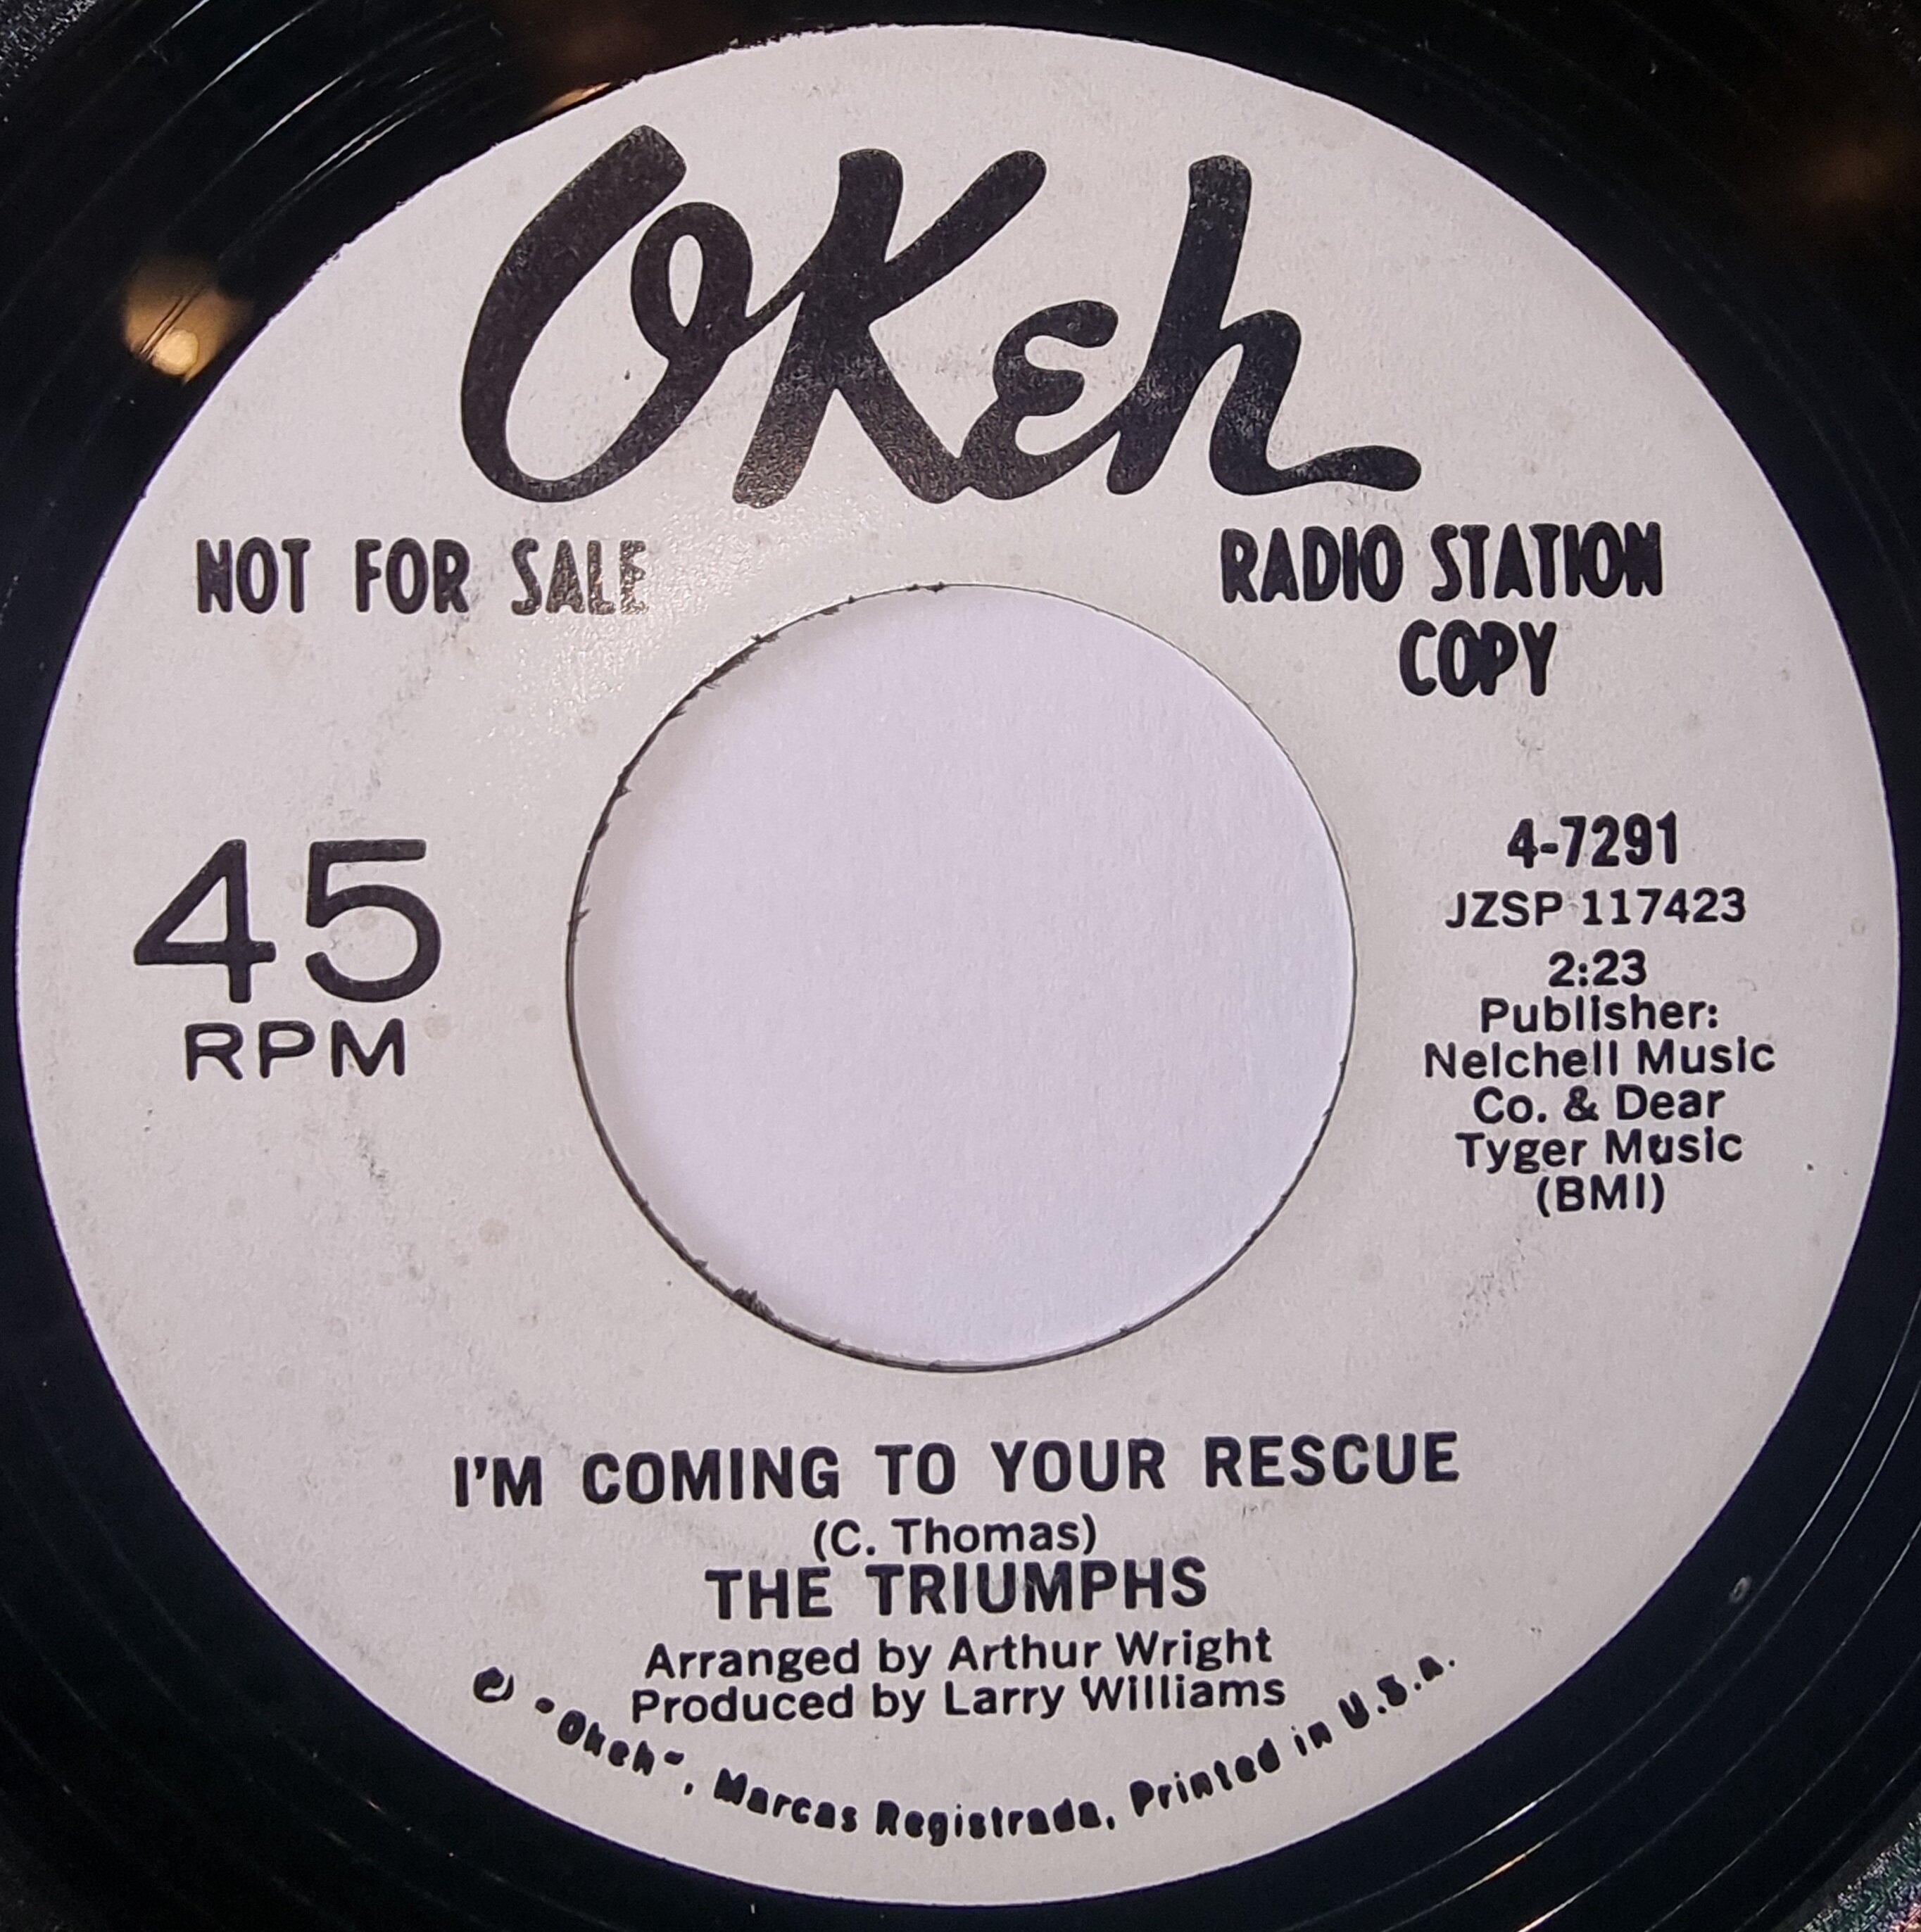 OKeh
NOT FOR SALE
RADIO STATION
COPY
45
RPM
4-7291
JZSP 117423
2:23
Publisher:
Nelchell Music
Co. & Dear
Tyger Music
(BMI)
I'M COMING TO YOUR RESCUE
(C. Thomas)
THE TRIUMPHS
Arranged by Arthur Wright
Produced by Larry Williams
"Okeh", Marcas Registrada, Printed in U.S.A.